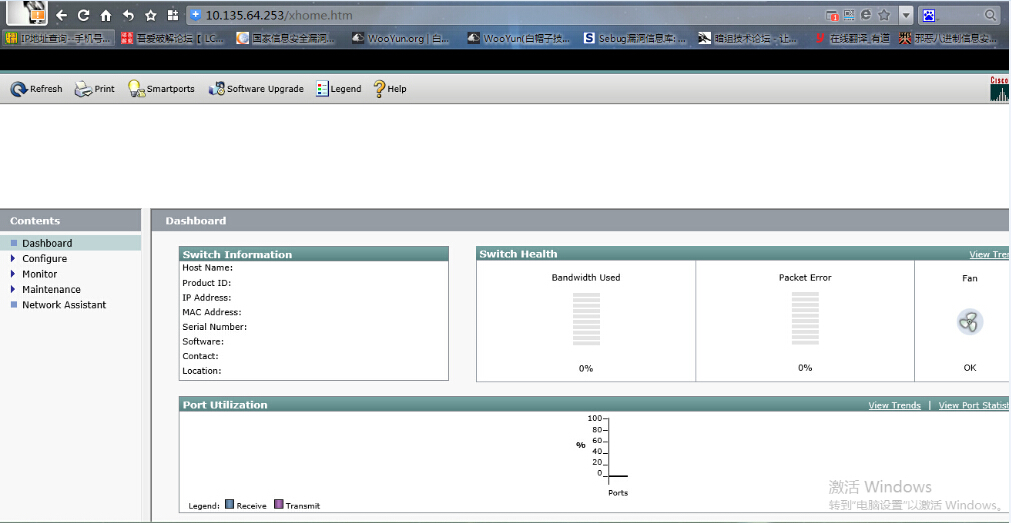 10.135.64.253/xhome.htm
IP地址查询--手机号... 吾爱破解论坛【LC... 国家信息安全漏洞... WooYun.org | 白... WooYun(白帽子技... Sebug漏洞信息库:... 暗组技术论坛 --让... 在线翻译_有道 邪恶八进制信息安...
Refresh Print Smartports Software Upgrade Legend Help
Cisco
Contents
Dashboard
Configure
Monitor
Maintenance
Network Assistant
Dashboard
Switch Information
Host Name:
Product ID:
IP Address:
MAC Address:
Serial Number:
Software:
Contact:
Location:
Switch Health View Tre
Bandwidth Used Packet Error Fan
0% 0% OK
Port Utilization View Trends | View Port Statist
100
80
60
%
40
20
0
Ports
Legend: Receive Transmit
激活 Windows
转到"电脑设置"以激活 Windows。